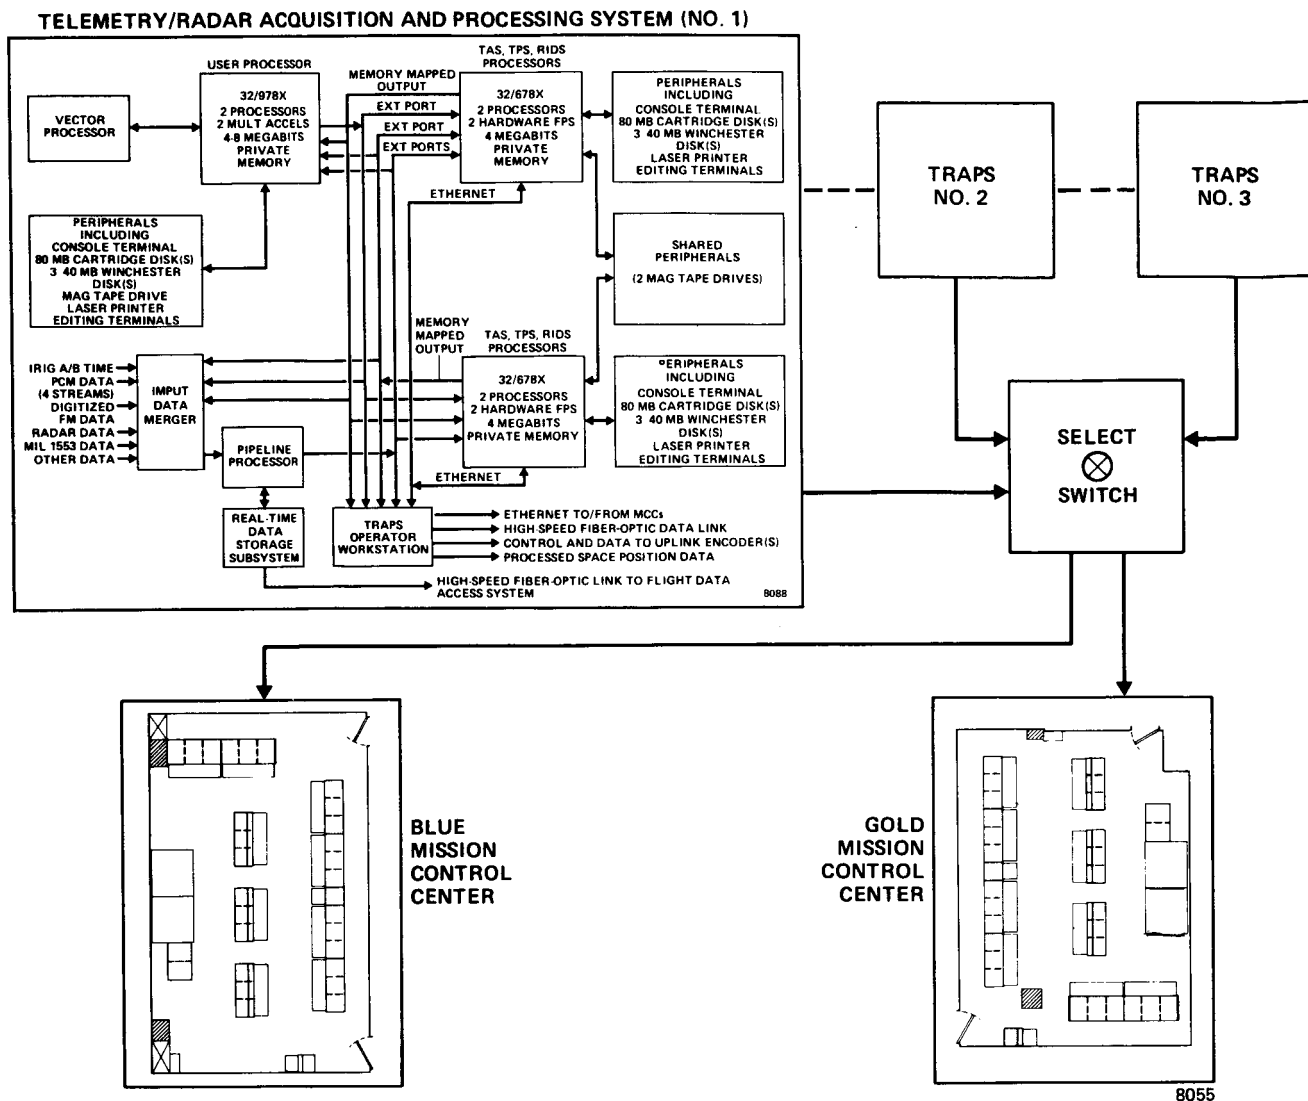 TELEMETRY/RADAR ACQUISITION AND PROCESSING SYSTEM (NO. 1)
VECTOR
PROCESSOR
USER PROCESSOR
32/978X
2 PROCESSORS
2 MULT ACCELS
4-8 MEGABITS
PRIVATE
MEMORY
MEMORY MAPPED
OUTPUT
EXT PORT
EXT PORT
EXT PORTS
ETHERNET
TAS, TPS, RIDS
PROCESSORS
32/678X
2 PROCESSORS
2 HARDWARE FPS
4 MEGABITS
PRIVATE
MEMORY
PERIPHERALS
INCLUDING
CONSOLE TERMINAL
80 MB CARTRIDGE DISK(S)
3 40 MB WINCHESTER
DISK(S)
LASER PRINTER
EDITING TERMINALS
PERIPHERALS
INCLUDING
CONSOLE TERMINAL
80 MB CARTRIDGE DISK(S)
3 40 MB WINCHESTER
DISK(S)
MAG TAPE DRIVE
LASER PRINTER
EDITING TERMINALS
SHARED
PERIPHERALS
(2 MAG TAPE DRIVES)
MEMORY
MAPPED
OUTPUT
TAS, TPS, RIDS
PROCESSORS
32/678X
2 PROCESSORS
2 HARDWARE FPS
4 MEGABITS
PRIVATE MEMORY
ETHERNET
PERIPHERALS
INCLUDING
CONSOLE TERMINAL
80 MB CARTRIDGE DISK(S)
3 40 MB WINCHESTER
DISK(S)
LASER PRINTER
EDITING TERMINALS
IRIG A/B TIME
PCM DATA
(4 STREAMS)
DIGITIZED
FM DATA
RADAR DATA
MIL 1553 DATA
OTHER DATA
IMPUT
DATA
MERGER
PIPELINE
PROCESSOR
REAL-TIME
DATA
STORAGE
SUBSYSTEM
TRAPS
OPERATOR
WORKSTATION
ETHERNET TO/FROM MCCs
HIGH-SPEED FIBER-OPTIC DATA LINK
CONTROL AND DATA TO UPLINK ENCODER(S)
PROCESSED SPACE POSITION DATA
HIGH-SPEED FIBER-OPTIC LINK TO FLIGHT DATA
ACCESS SYSTEM
8088
TRAPS
NO. 2
TRAPS
NO. 3
SELECT
SWITCH
BLUE
MISSION
CONTROL
CENTER
GOLD
MISSION
CONTROL
CENTER
8055